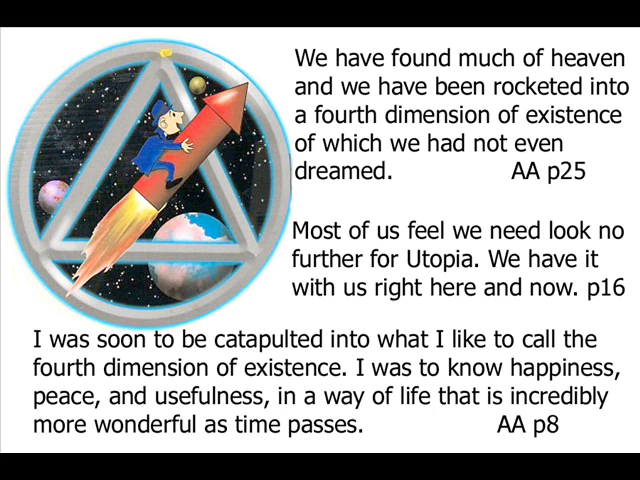 We have found much of heaven
and we have been rocketed into
a fourth dimension of existence
of which we had not even
dreamed. AA p25
Most of us feel we need look no
further for Utopia. We have it
with us right here and now. p16
I was soon to be catapulted into what I like to call the
fourth dimension of existence. I was to know happiness,
peace, and usefulness, in a way of life that is incredibly
more wonderful as time passes. AA p8